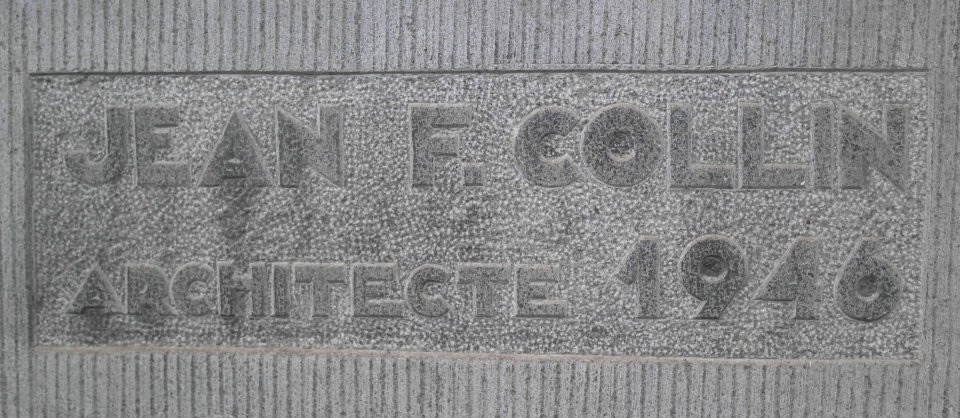 JEAN F. COLLIN
ARCHITECTE 1946